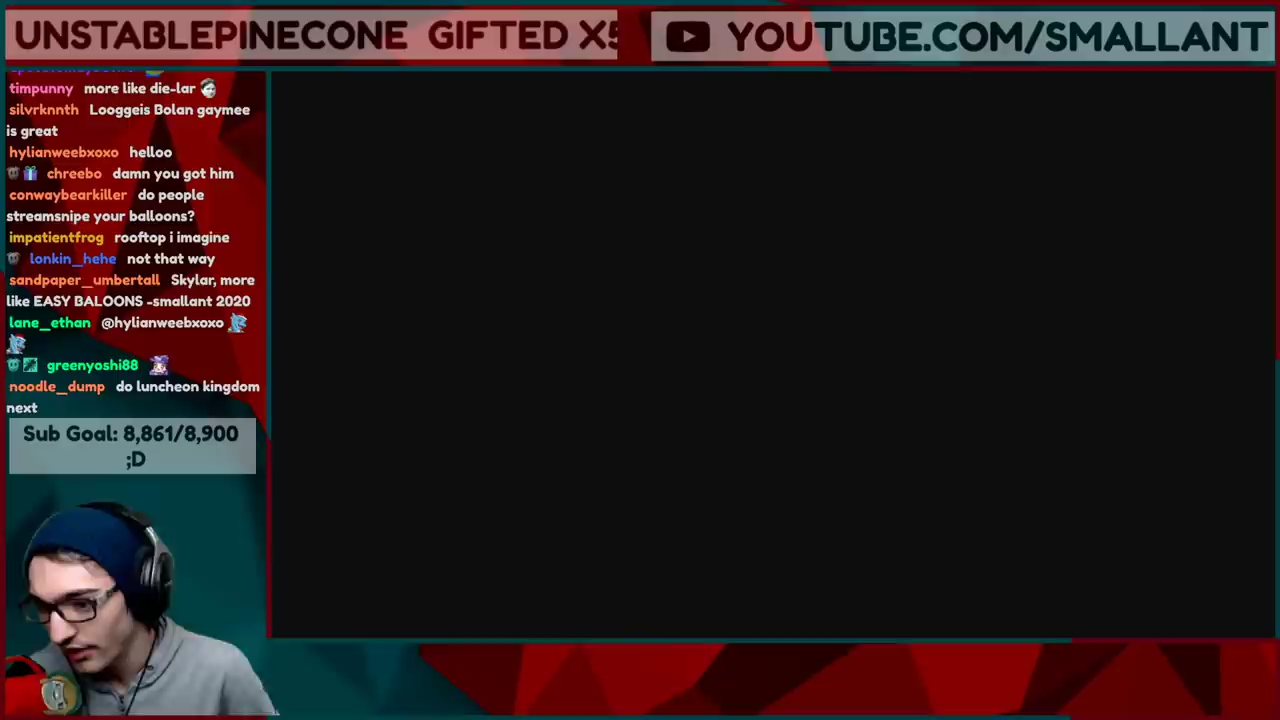 UNSTABLEPINECONE GIFTED X5
YOUTUBE.COM/SMALLANT
timpunny more like die-lar
silvrknnth Looggeis Bolan gaymee
is great
hylianweebxoxo helloo
chreebo damn you got him
conwaybearkiller do people
streamsnipe your balloons?
impatientfrog rooftop i imagine
lonkin_hehe not that way
sandpaper_umbertall Skylar, more
like EASY BALOONS -smallant 2020
lane_ethan @hylianweebxoxo
greenyoshi88
noodle_dump do luncheon kingdom
next
Sub Goal: 8,861/8,900
;D